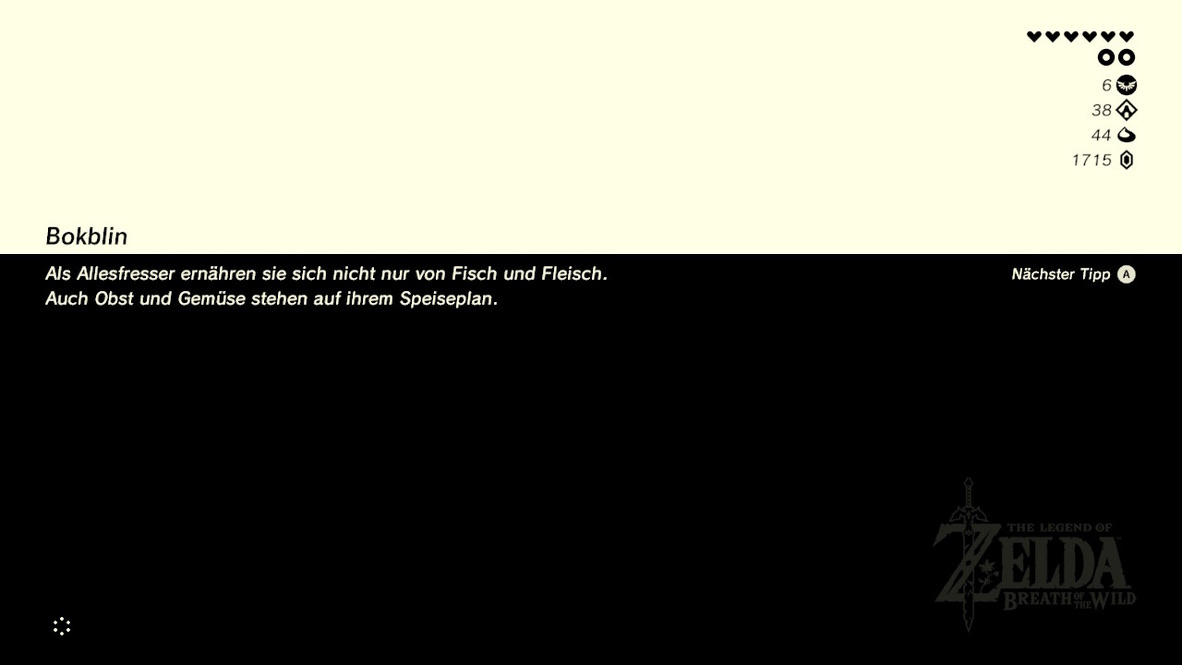 6
38
44
1715
Bokblin
Als Allesfresser ernähren sie sich nicht nur von Fisch und Fleisch.
Auch Obst und Gemüse stehen auf ihrem Speiseplan.
Nächster Tipp A
THE LEGEND OF
ZELDA
BREATH OF THE WILD